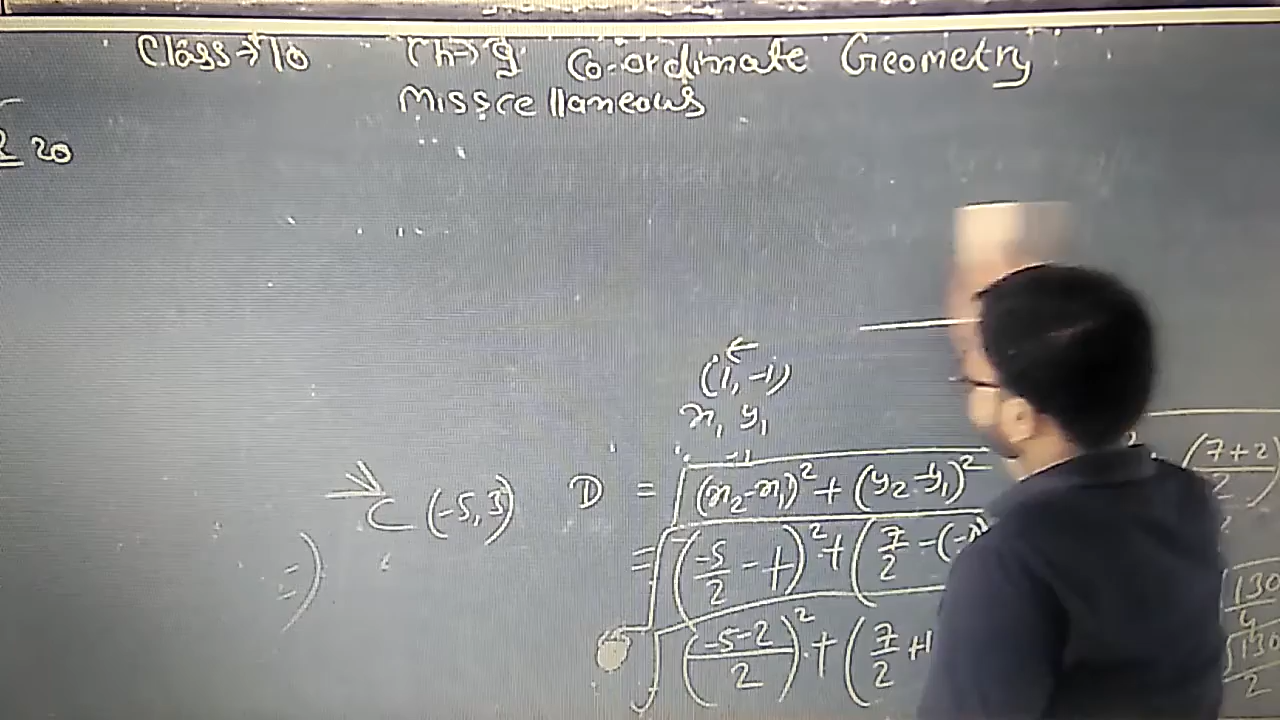 Class → 10 Ch → 9 Co-ordinate Geometry
Misscellaneous
20
(1, -1)
x₁ y₁
C (-5, 3) D = √(x₂-x₁)² + (y₂-y₁)²
= √(-5/2 - 1)² + (7/2 -(-1)
√(-5-2/2)² + (7/2 +1
(7+2)/2
130/4
√130/2